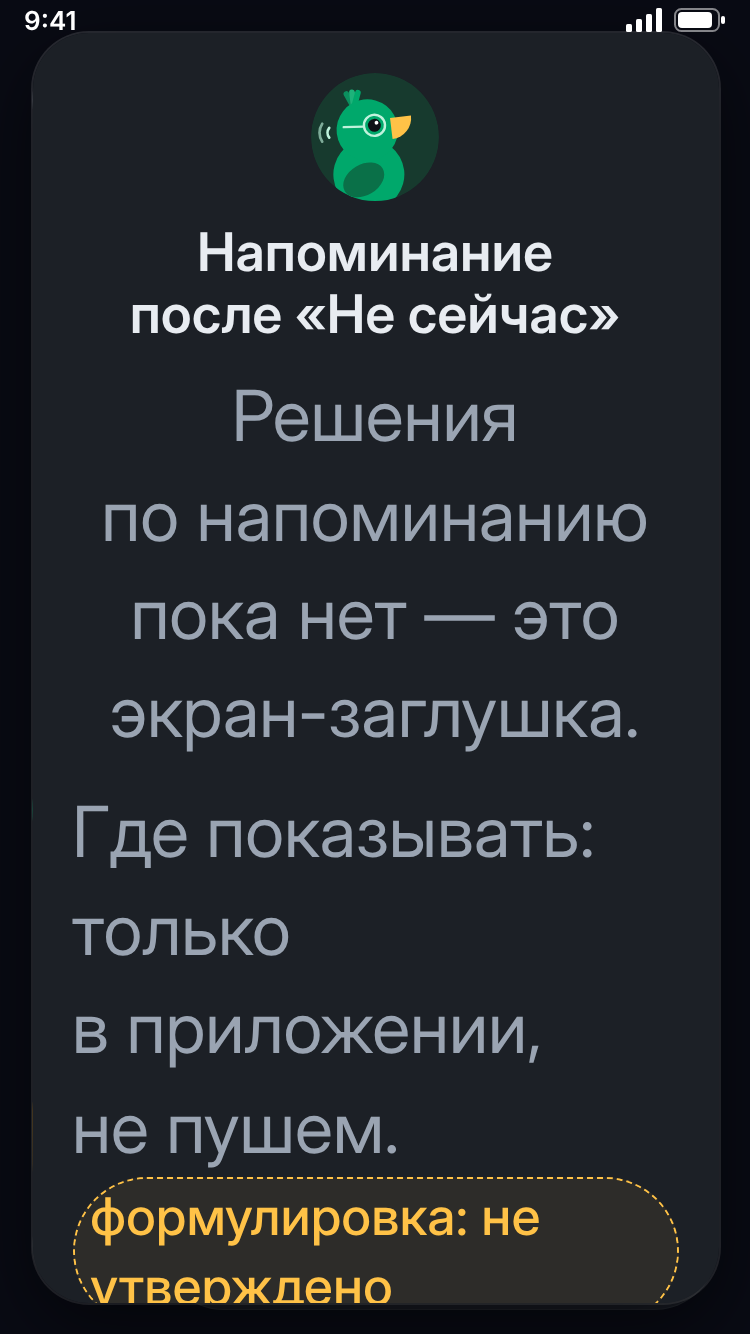 9:41
Напоминание
после «Не сейчас»
Решения
по напоминанию
пока нет — это
экран-заглушка.
Где показывать:
только
в приложении,
не пушем.
формулировка: не
утверждено